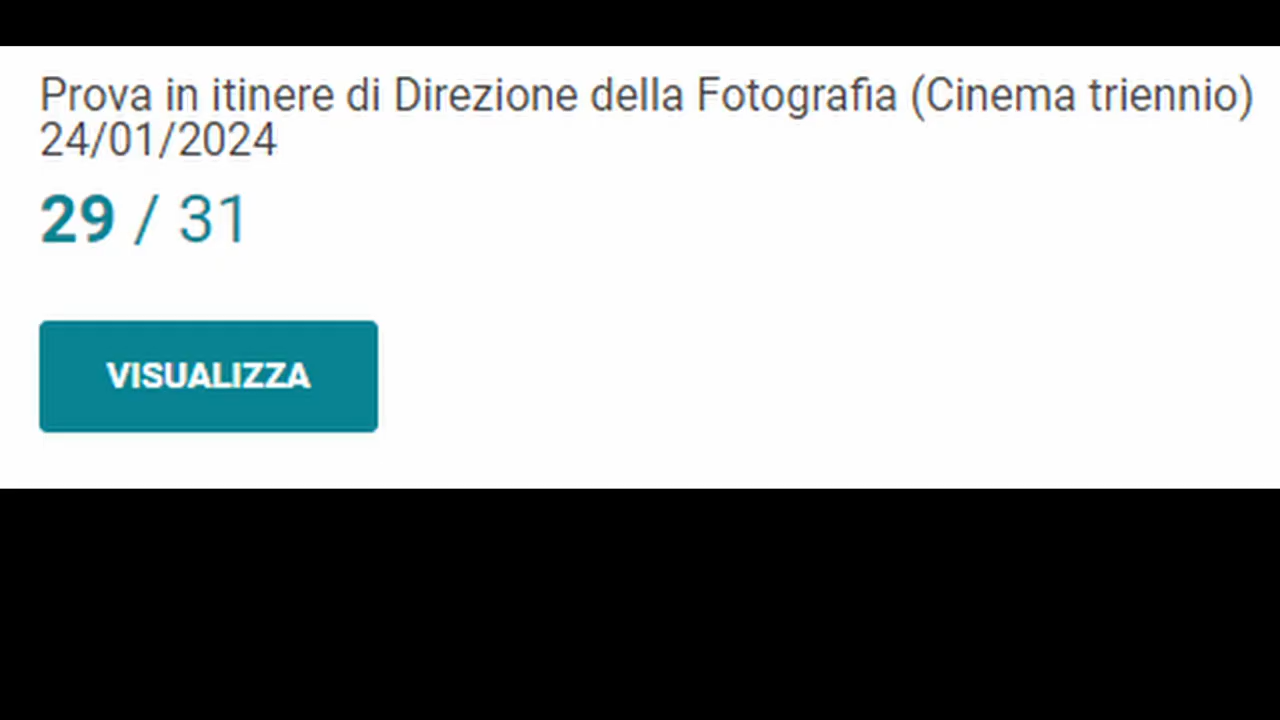 Prova in itinere di Direzione della Fotografia (Cinema triennio)
24/01/2024
29 / 31
VISUALIZZA